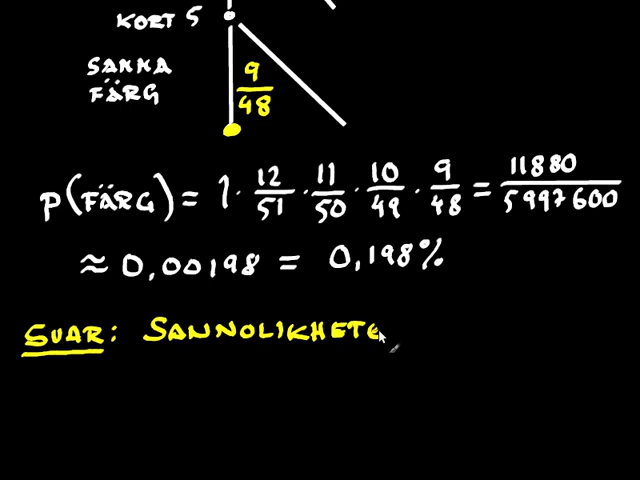 KORT 5
SAMMA
FÄRG
9/48
P(FÄRG) = 1 · 12/51 · 11/50 · 10/49 · 9/48 = 11880/5997600
≈ 0,00198 = 0,198%
SVAR: SANNOLIKHETE